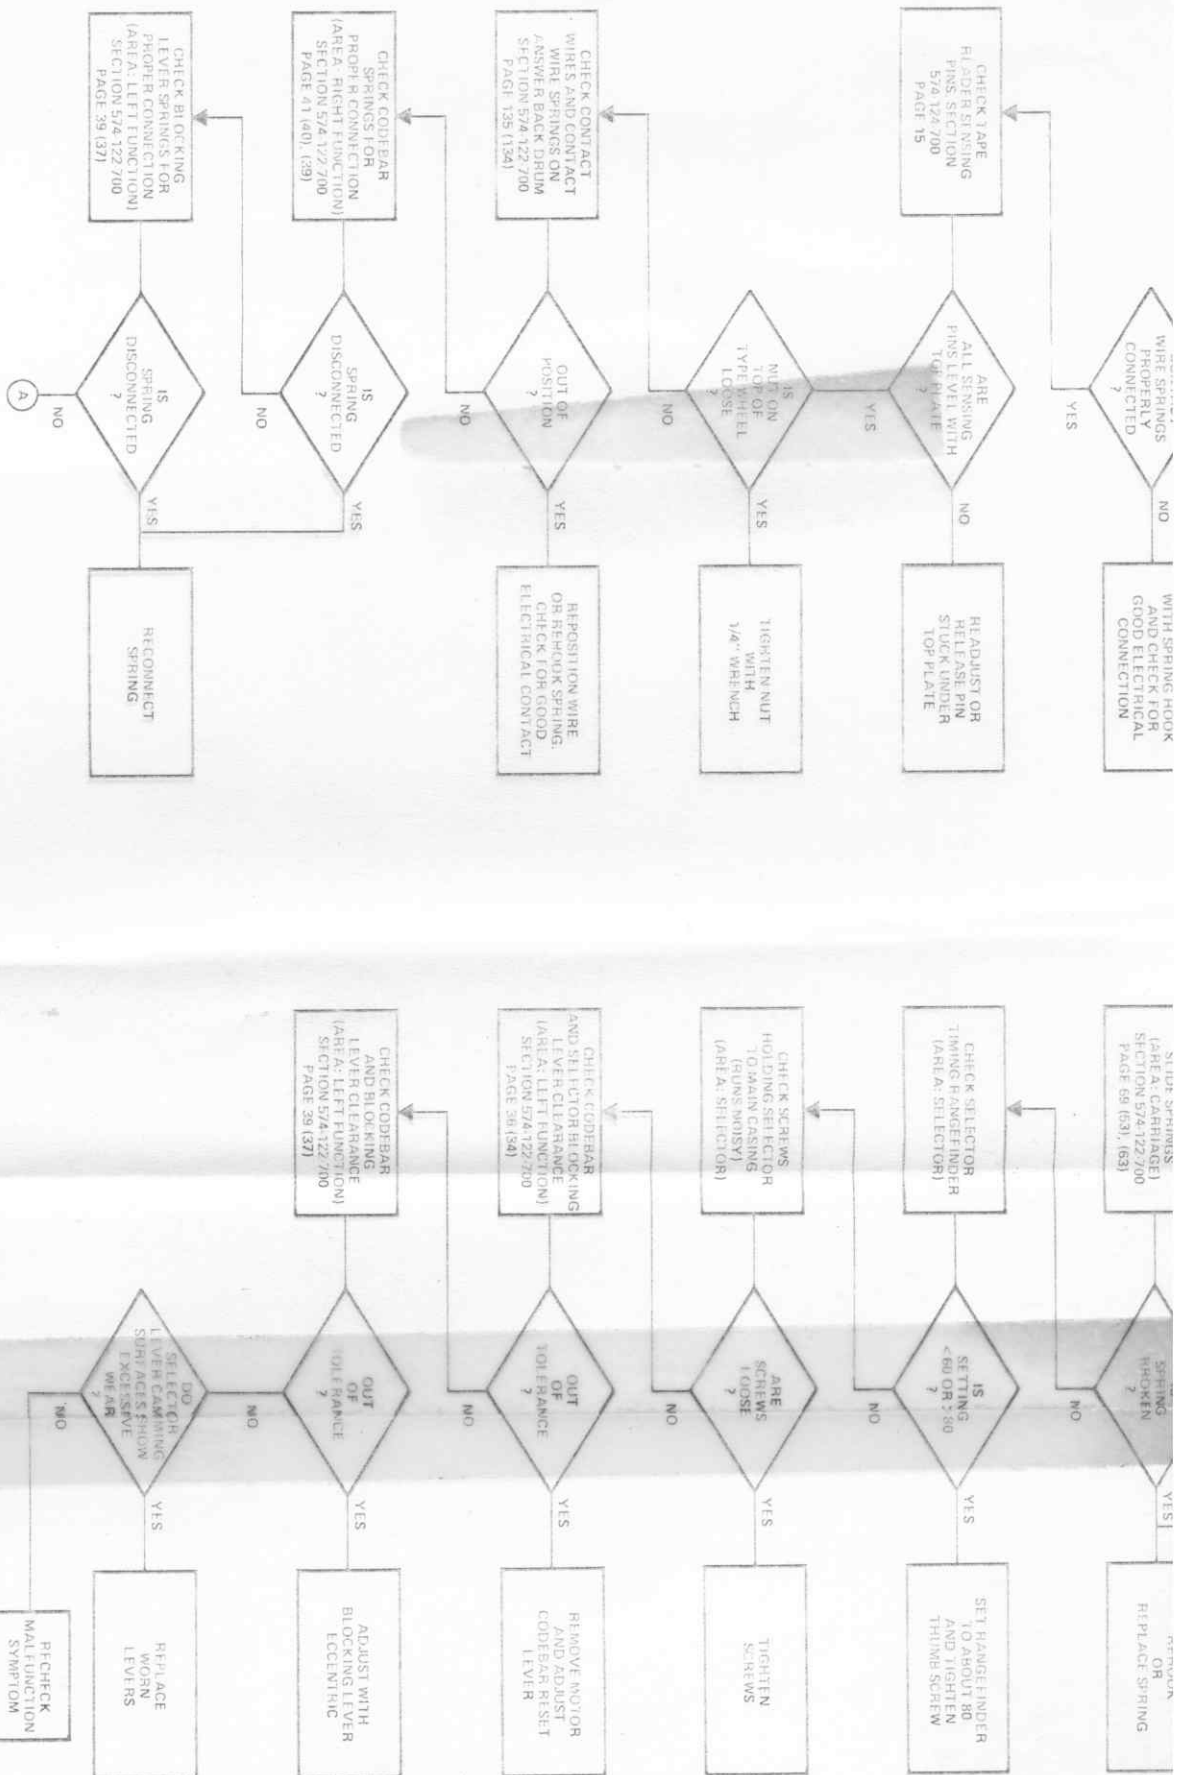 WIRE SPRINGS
PROPERLY
CONNECTED
?
NO
YES
WITH SPRING HOOK
AND CHECK FOR
GOOD ELECTRICAL
CONNECTION
CHECK TAPE
READER SENSING
PINS. SECTION
574-124-700
PAGE 15
ARE
ALL SENSING
PINS LEVEL WITH
TOP PLATE
?
NO
YES
READJUST OR
RELEASE PIN
STUCK UNDER
TOP PLATE
IS
NUT ON
TOP OF
TYPE WHEEL
LOOSE
?
YES
NO
TIGHTEN NUT
WITH
1/4" WRENCH
CHECK CONTACT
WIRES AND CONTACT
WIRE SPRINGS ON
ANSWER BACK DRUM
SECTION 574-122-700
PAGE 135 (134)
OUT OF
POSITION
?
YES
NO
REPOSITION WIRE
OR REHOOK SPRING.
CHECK FOR GOOD
ELECTRICAL CONTACT
CHECK CODEBAR
SPRINGS FOR
PROPER CONNECTION
(AREA: RIGHT FUNCTION)
SECTION 574-122-700
PAGE 41 (40), (39)
IS
SPRING
DISCONNECTED
?
YES
NO
CHECK BLOCKING
LEVER SPRINGS FOR
PROPER CONNECTION
(AREA: LEFT FUNCTION)
SECTION 574-122-700
PAGE 39 (37)
IS
SPRING
DISCONNECTED
?
YES
NO
A
RECONNECT
SPRING
SLIDE SPRINGS
(AREA: CARRIAGE)
SECTION 574-122-700
PAGE 69 (53), (63)
SPRING
BROKEN
?
YES
NO
REHOOK
OR
REPLACE SPRING
CHECK SELECTOR
TIMING RANGEFINDER
(AREA: SELECTOR)
IS
SETTING
<60 OR >80
?
YES
NO
SET RANGEFINDER
TO ABOUT 80
AND TIGHTEN
THUMB SCREW
CHECK SCREWS
HOLDING SELECTOR
TO MAIN CASING
(RUNS NOISY)
(AREA: SELECTOR)
ARE
SCREWS
LOOSE
?
YES
NO
TIGHTEN
SCREWS
CHECK CODEBAR
AND SELECTOR BLOCKING
LEVER CLEARANCE
(AREA: LEFT FUNCTION)
SECTION 574-122-700
PAGE 36 (34)
OUT
OF
TOLERANCE
?
YES
NO
REMOVE MOTOR
AND ADJUST
CODEBAR RESET
LEVER
CHECK CODEBAR
AND BLOCKING
LEVER CLEARANCE
(AREA: LEFT FUNCTION)
SECTION 574-122-700
PAGE 39 (37)
OUT
OF
TOLERANCE
?
YES
NO
ADJUST WITH
BLOCKING LEVER
ECCENTRIC
DO
SELECTOR
LEVER CAMMING
SURFACES SHOW
EXCESSIVE
WEAR
?
YES
NO
REPLACE
WORN
LEVERS
RECHECK
MALFUNCTION
SYMPTOM